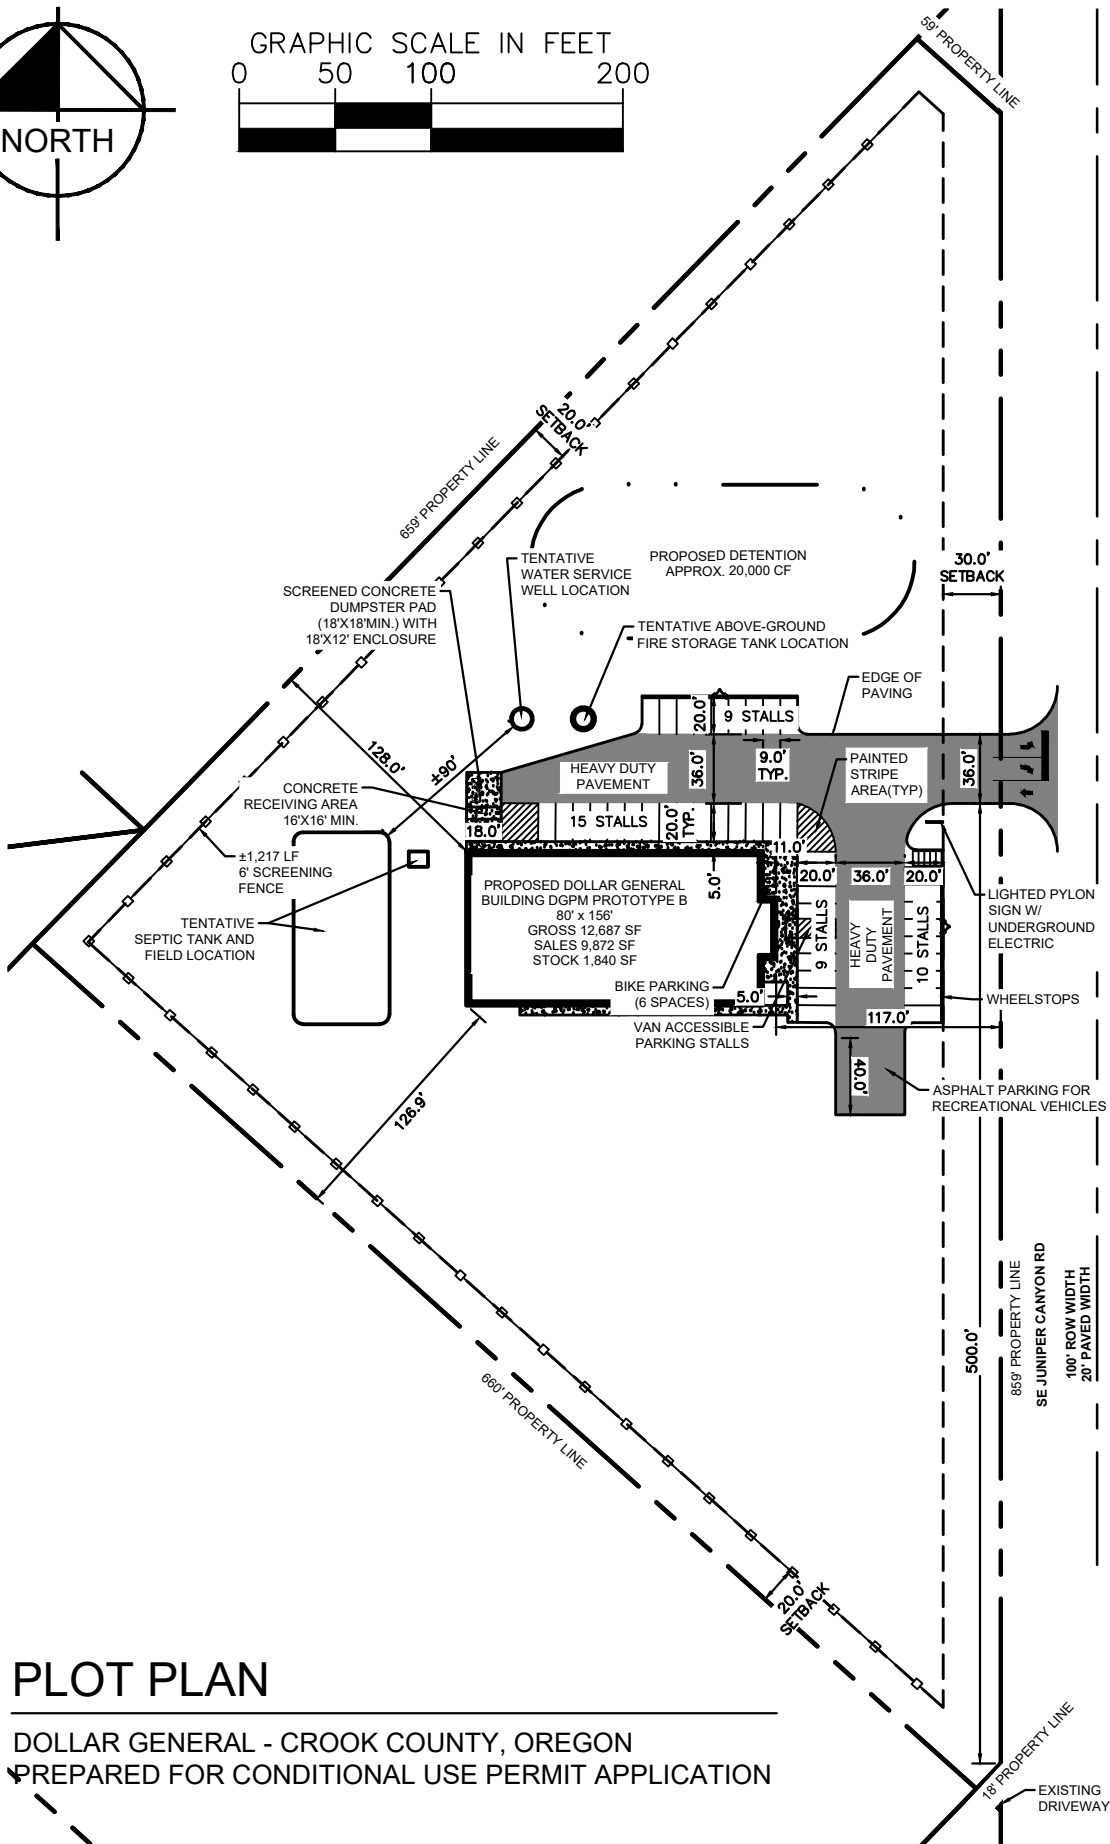 59' PROPERTY LINE
GRAPHIC SCALE IN FEET
0 50 100 200
NORTH
20.0'
SETBACK
659' PROPERTY LINE
TENTATIVE
WATER SERVICE
WELL LOCATION
PROPOSED DETENTION
APPROX. 20,000 CF
30.0'
SETBACK
SCREENED CONCRETE
DUMPSTER PAD
(18'X18'MIN.) WITH
18'X12' ENCLOSURE
TENTATIVE ABOVE-GROUND
FIRE STORAGE TANK LOCATION
EDGE OF
PAVING
20.0'
9 STALLS
128.0'
±90'
HEAVY DUTY
PAVEMENT
36.0'
9.0'
TYP.
PAINTED
STRIPE
AREA(TYP)
36.0'
CONCRETE
RECEIVING AREA
16'X16' MIN.
18.0'
15 STALLS
20.0'
TYP.
11.0'
±1,217 LF
6' SCREENING
FENCE
5.0'
20.0'
36.0'
20.0'
PROPOSED DOLLAR GENERAL
BUILDING DGPM PROTOTYPE B
80' x 156'
GROSS 12,687 SF
SALES 9,872 SF
STOCK 1,840 SF
LIGHTED PYLON
SIGN W/
UNDERGROUND
ELECTRIC
TENTATIVE
SEPTIC TANK AND
FIELD LOCATION
9 STALLS
HEAVY
DUTY
PAVEMENT
10 STALLS
BIKE PARKING
(6 SPACES)
5.0'
WHEELSTOPS
117.0'
VAN ACCESSIBLE
PARKING STALLS
40.0'
ASPHALT PARKING FOR
RECREATIONAL VEHICLES
126.9'
500.0'
859' PROPERTY LINE
SE JUNIPER CANYON RD
100' ROW WIDTH
20' PAVED WIDTH
660' PROPERTY LINE
20.0'
SETBACK
PLOT PLAN
DOLLAR GENERAL - CROOK COUNTY, OREGON
PREPARED FOR CONDITIONAL USE PERMIT APPLICATION
18' PROPERTY LINE
EXISTING
DRIVEWAY